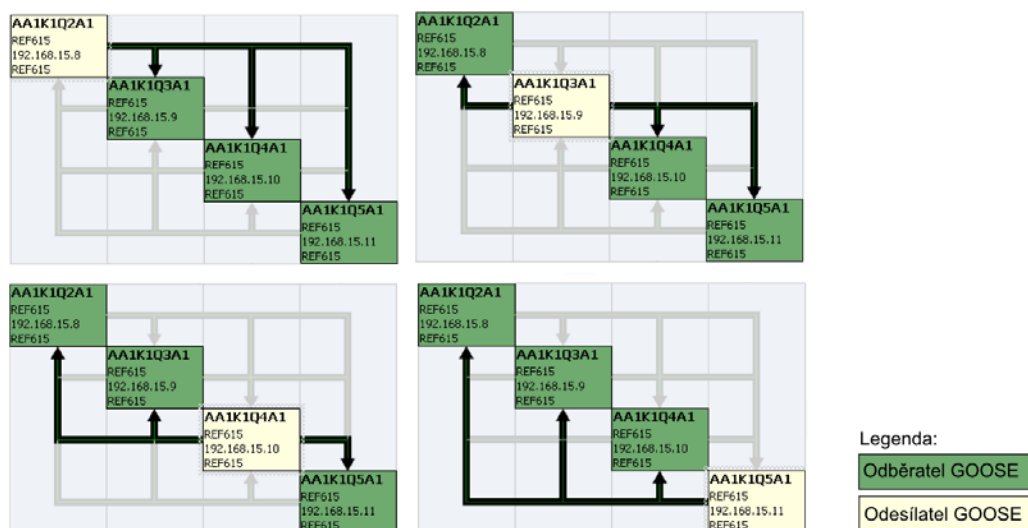 AA1K1Q2A1
REF615
192.168.15.8
REF615
AA1K1Q3A1
REF615
192.168.15.9
REF615
AA1K1Q4A1
REF615
192.168.15.10
REF615
AA1K1Q5A1
REF615
192.168.15.11
REF615
AA1K1Q2A1
REF615
192.168.15.8
REF615
AA1K1Q3A1
REF615
192.168.15.9
REF615
AA1K1Q4A1
REF615
192.168.15.10
REF615
AA1K1Q5A1
REF615
192.168.15.11
REF615
AA1K1Q2A1
REF615
192.168.15.8
REF615
AA1K1Q3A1
REF615
192.168.15.9
REF615
AA1K1Q4A1
REF615
192.168.15.10
REF615
AA1K1Q5A1
REF615
192.168.15.11
REF615
AA1K1Q2A1
REF615
192.168.15.8
REF615
AA1K1Q3A1
REF615
192.168.15.9
REF615
AA1K1Q4A1
REF615
192.168.15.10
REF615
AA1K1Q5A1
REF615
192.168.15.11
REF615
Legenda:
Odběratel GOOSE
Odesílatel GOOSE